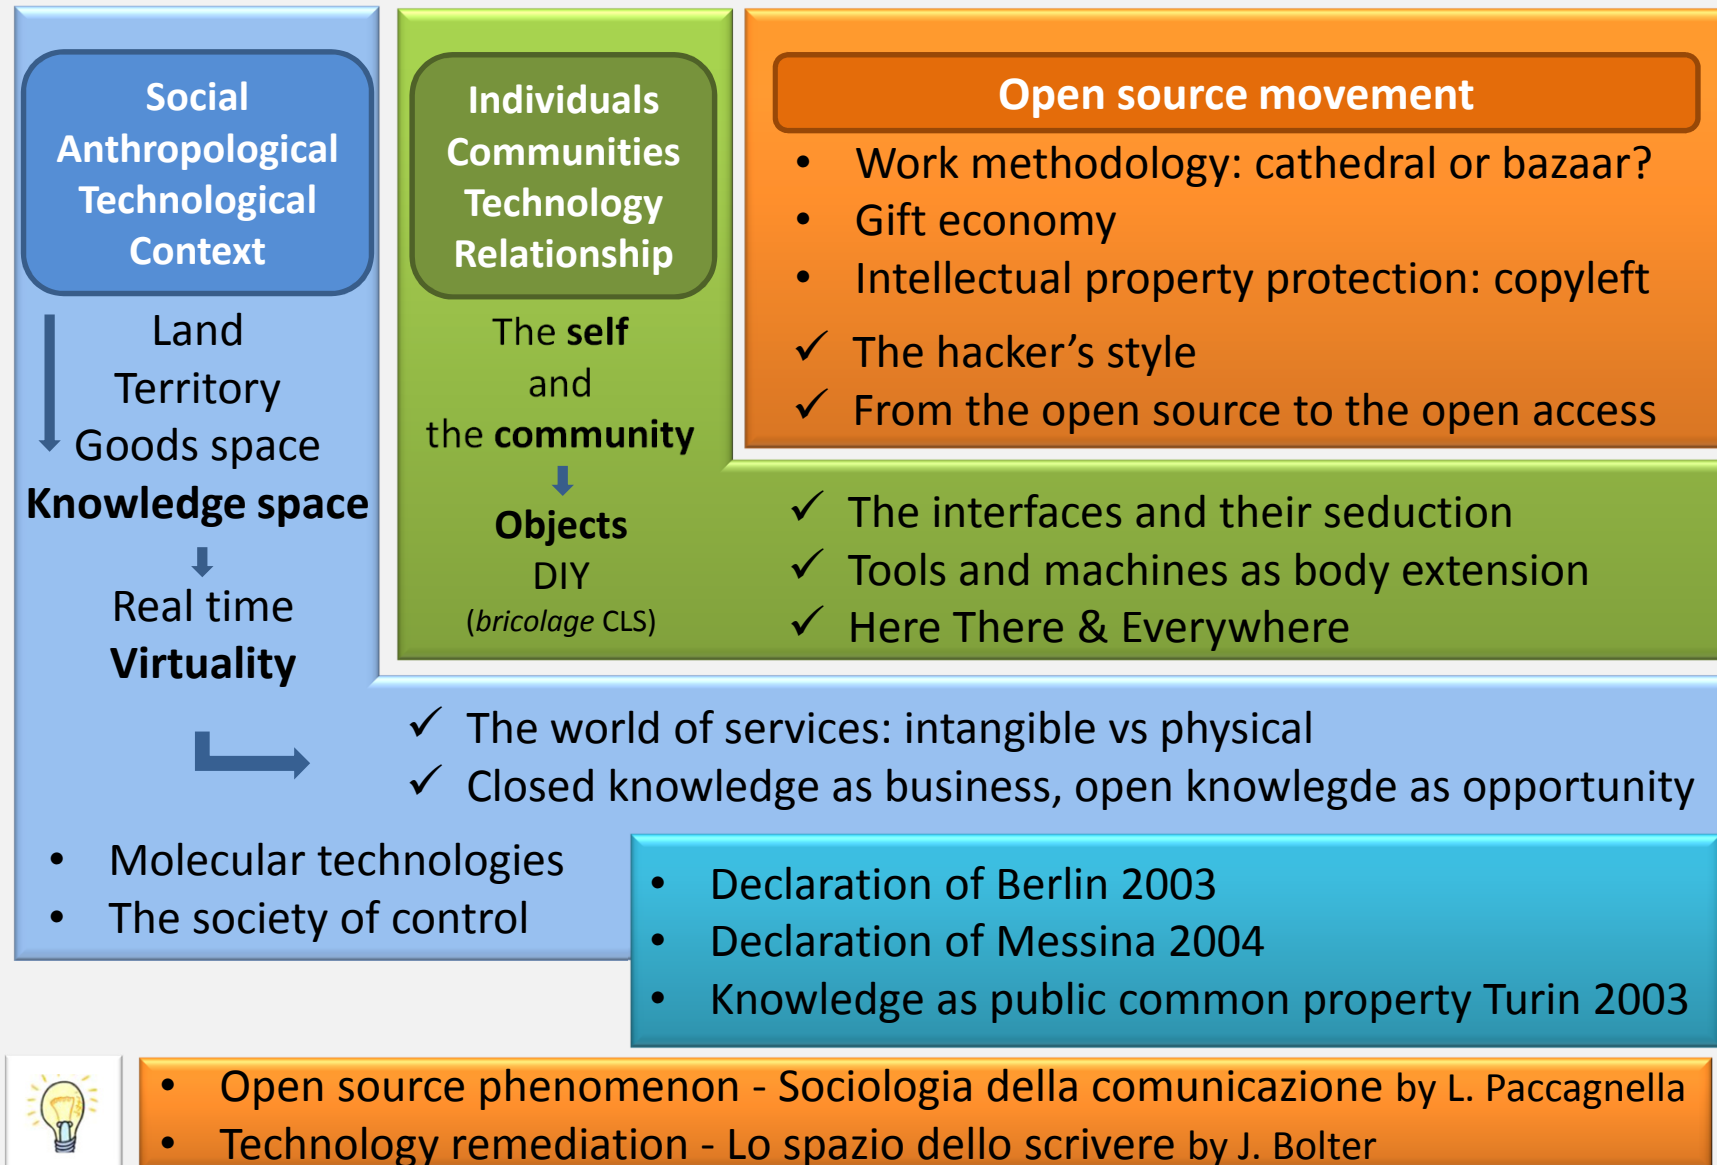 Social
Anthropological
Technological
Context
Land
Territory
Goods space
Knowledge space
Real time
Virtuality
Individuals
Communities
Technology
Relationship
The self
and
the community
Objects
DIY
(bricolage CLS)
Open source movement
• Work methodology: cathedral or bazaar?
• Gift economy
• Intellectual property protection: copyleft
✓ The hacker’s style
✓ From the open source to the open access
✓ The interfaces and their seduction
✓ Tools and machines as body extension
✓ Here There & Everywhere
✓ The world of services: intangible vs physical
✓ Closed knowledge as business, open knowlegde as opportunity
• Molecular technologies
• The society of control
• Declaration of Berlin 2003
• Declaration of Messina 2004
• Knowledge as public common property Turin 2003
• Open source phenomenon - Sociologia della comunicazione by L. Paccagnella
• Technology remediation - Lo spazio dello scrivere by J. Bolter